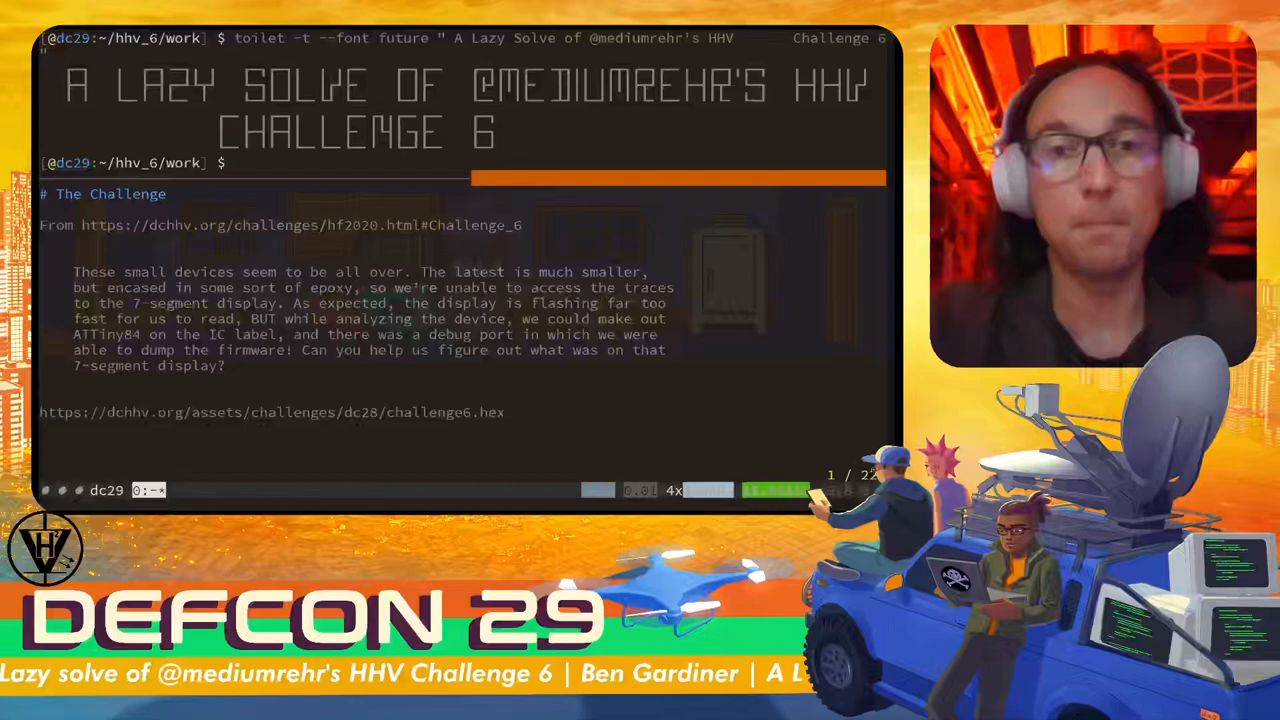 [@dc29:~/hhv_6/work] $ toilet -t --font future " A Lazy Solve of @mediumrehr's HHV Challenge 6
"
A LAZY SOLVE OF @MEDIUMREHR'S HHV
CHALLENGE 6
[@dc29:~/hhv_6/work] $
# The Challenge
From https://dchhv.org/challenges/hf2020.html#Challenge_6
These small devices seem to be all over. The latest is much smaller,
but encased in some sort of epoxy, so we're unable to access the traces
to the 7-segment display. As expected, the display is flashing far too
fast for us to read, BUT while analyzing the device, we could make out
ATTiny84 on the IC label, and there was a debug port in which we were
able to dump the firmware! Can you help us figure out what was on that
7-segment display?
https://dchhv.org/assets/challenges/dc28/challenge6.hex
1 / 22
dc29 0:-* 4x
DEFCON 29
Lazy solve of @mediumrehr's HHV Challenge 6 | Ben Gardiner | A L